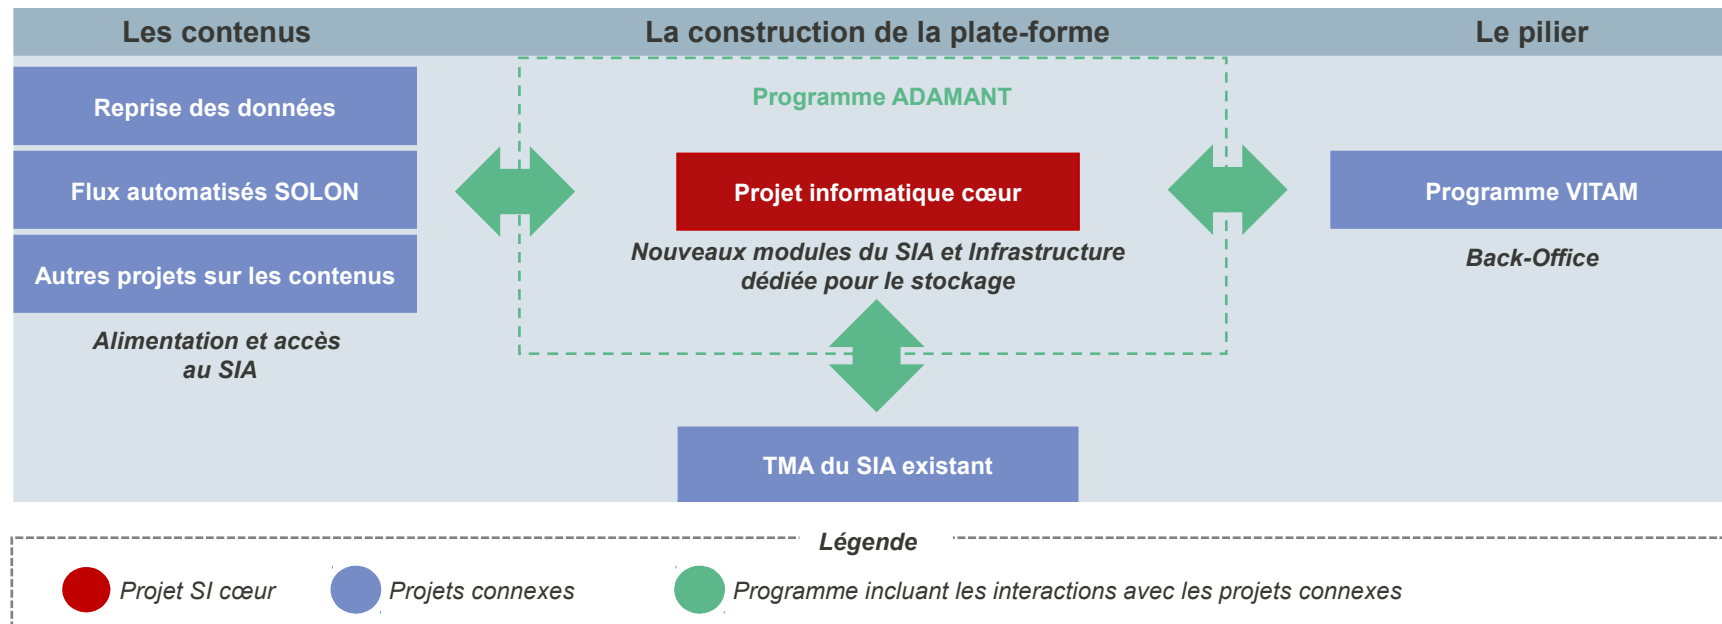 Les contenus
La construction de la plate-forme
Le pilier
Reprise des données
Flux automatisés SOLON
Autres projets sur les contenus
Alimentation et accès
au SIA
Programme ADAMANT
Projet informatique cœur
Nouveaux modules du SIA et Infrastructure
dédiée pour le stockage
TMA du SIA existant
Programme VITAM
Back-Office
Légende
Projet SI cœur
Projets connexes
Programme incluant les interactions avec les projets connexes